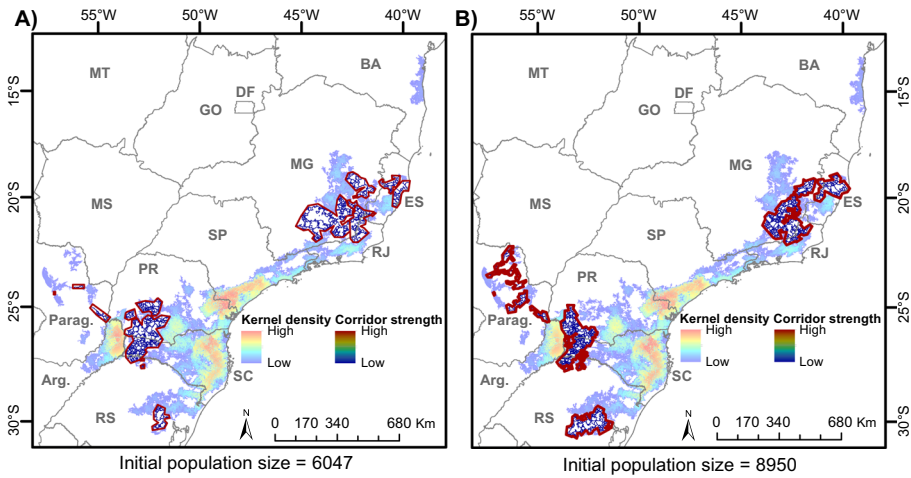 A)
55°W 50°W 45°W 40°W
15°S
20°S
25°S
30°S
MT
BA
DF
GO
MG
MS
ES
SP
RJ
PR
Parag.
Arg.
SC
RS
Kernel density Corridor strength
High High
Low Low
N
0 170 340 680 Km
Initial population size = 6047
B)
55°W 50°W 45°W 40°W
15°S
20°S
25°S
30°S
MT
BA
DF
GO
MG
MS
ES
SP
RJ
PR
Parag.
Arg.
SC
RS
Kernel density Corridor strength
High High
Low Low
N
0 170 340 680 Km
Initial population size = 8950